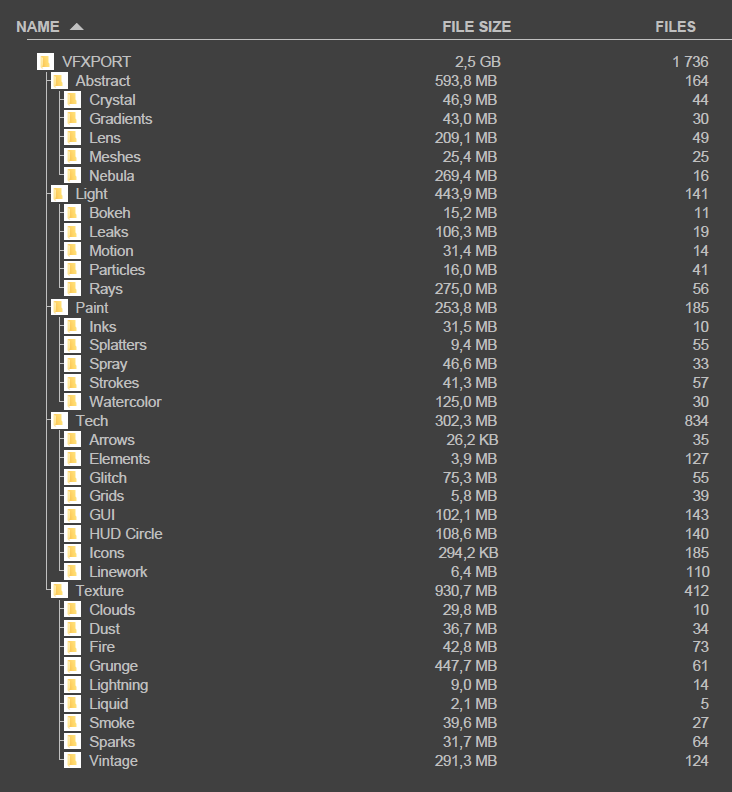 NAME FILE SIZE FILES
VFXPORT 2,5 GB 1 736
Abstract 593,8 MB 164
Crystal 46,9 MB 44
Gradients 43,0 MB 30
Lens 209,1 MB 49
Meshes 25,4 MB 25
Nebula 269,4 MB 16
Light 443,9 MB 141
Bokeh 15,2 MB 11
Leaks 106,3 MB 19
Motion 31,4 MB 14
Particles 16,0 MB 41
Rays 275,0 MB 56
Paint 253,8 MB 185
Inks 31,5 MB 10
Splatters 9,4 MB 55
Spray 46,6 MB 33
Strokes 41,3 MB 57
Watercolor 125,0 MB 30
Tech 302,3 MB 834
Arrows 26,2 KB 35
Elements 3,9 MB 127
Glitch 75,3 MB 55
Grids 5,8 MB 39
GUI 102,1 MB 143
HUD Circle 108,6 MB 140
Icons 294,2 KB 185
Linework 6,4 MB 110
Texture 930,7 MB 412
Clouds 29,8 MB 10
Dust 36,7 MB 34
Fire 42,8 MB 73
Grunge 447,7 MB 61
Lightning 9,0 MB 14
Liquid 2,1 MB 5
Smoke 39,6 MB 27
Sparks 31,7 MB 64
Vintage 291,3 MB 124